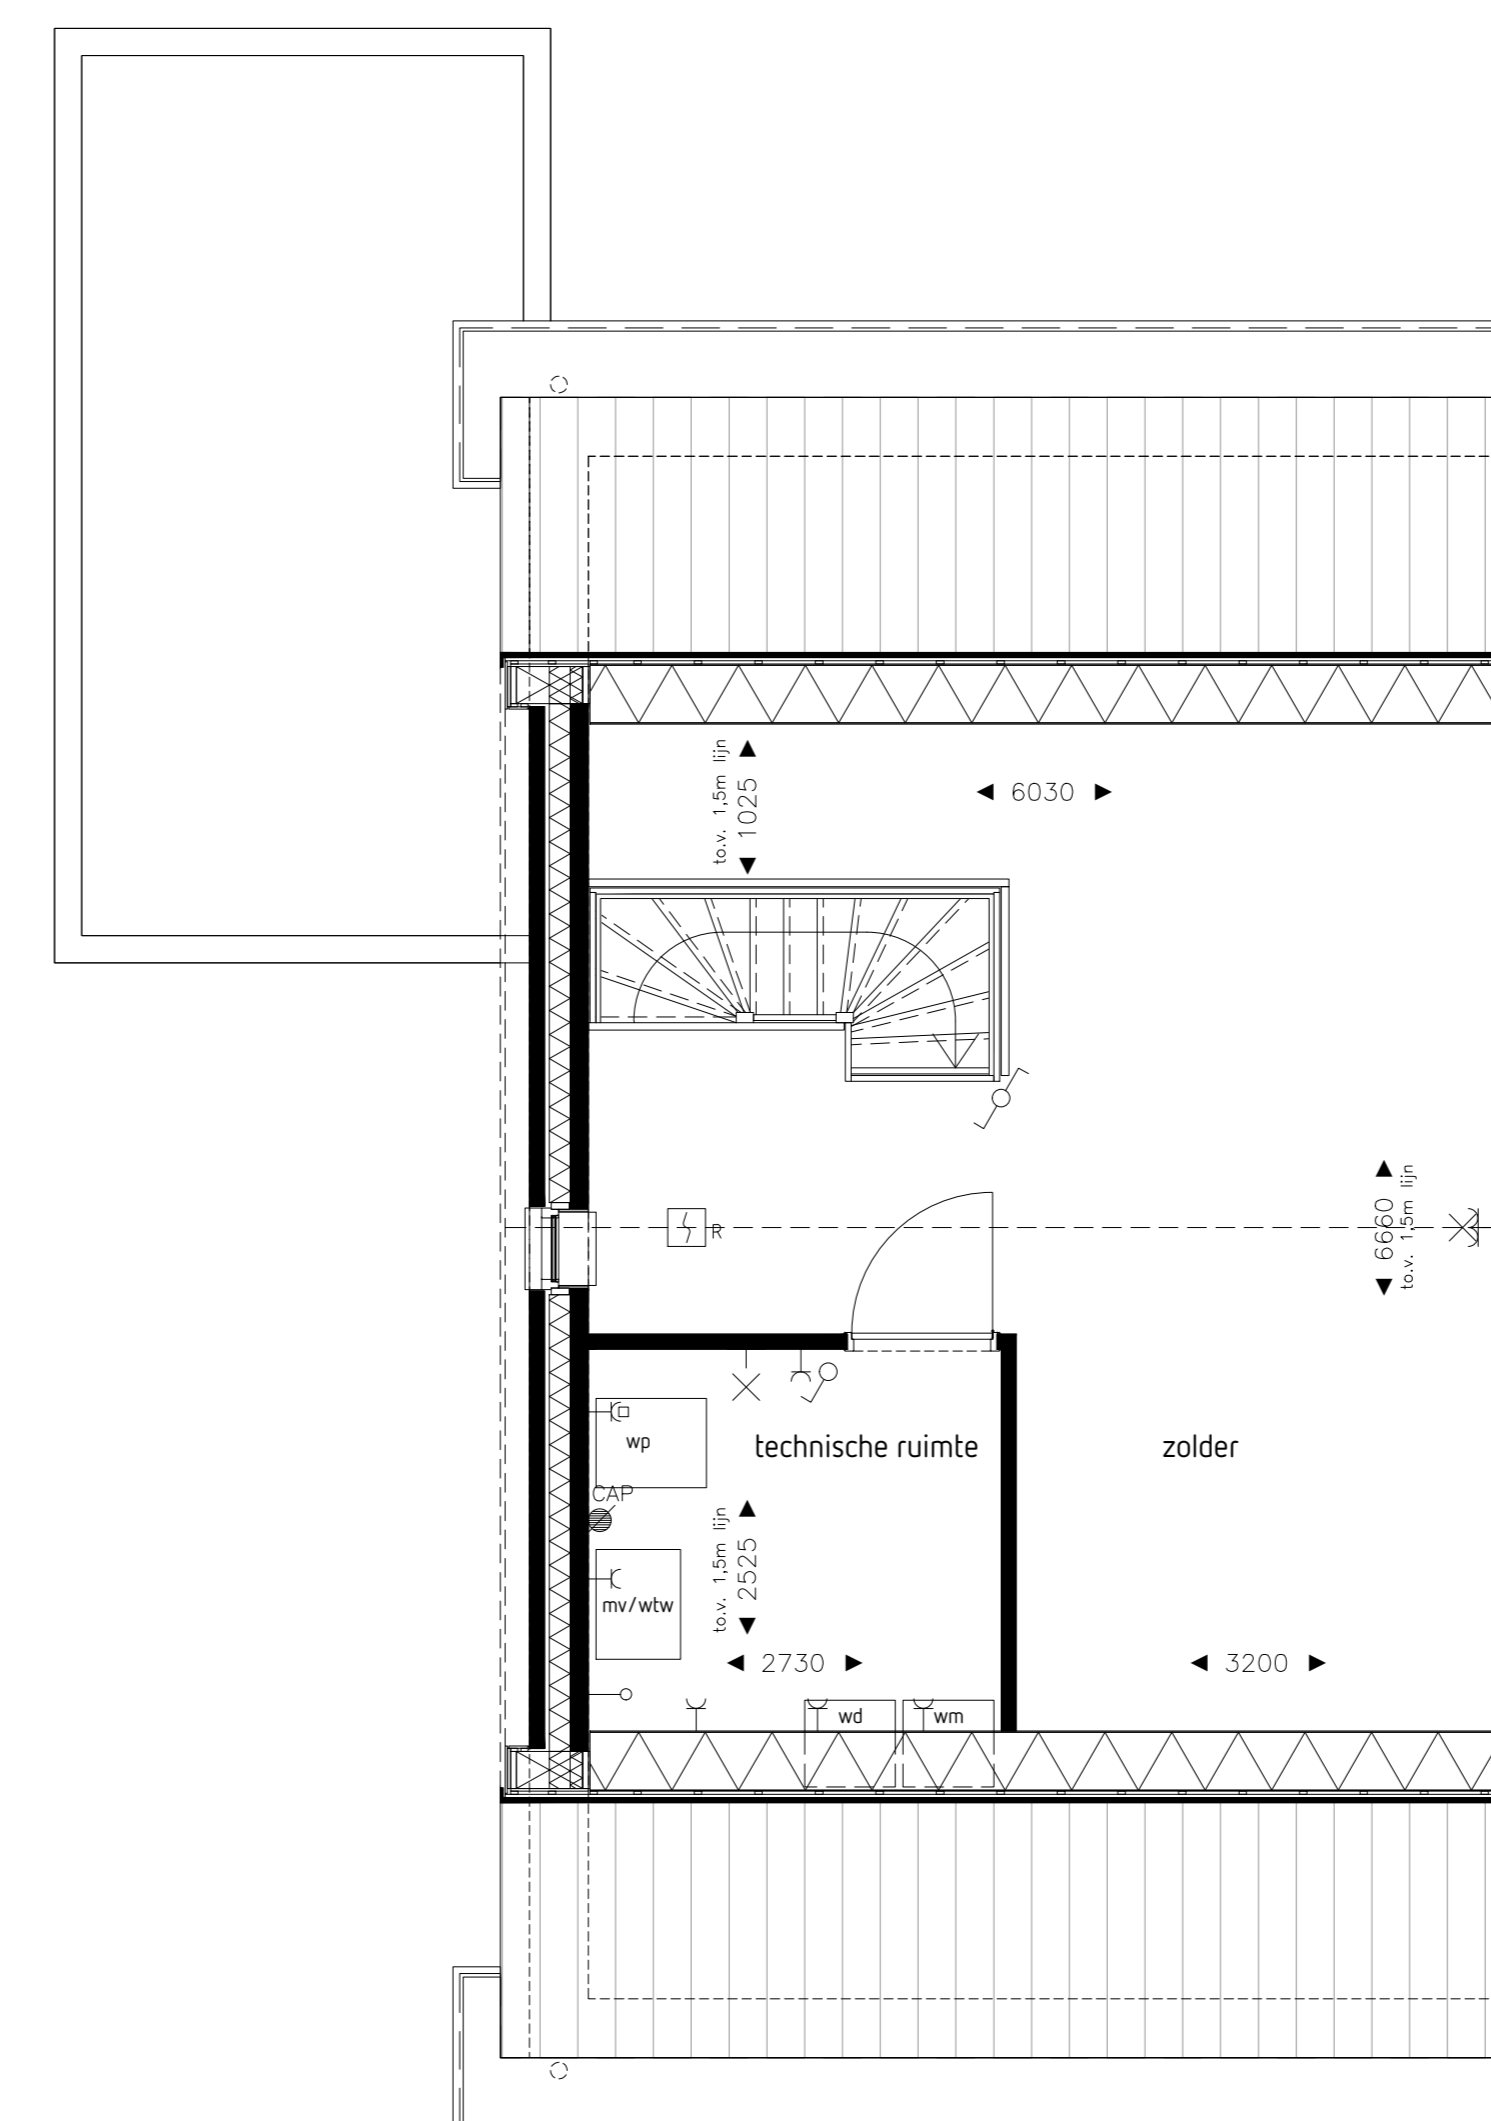 to.v. 1,5m lijn
1025
6030
R
6660
to.v. 1,5m lijn
wp
technische ruimte
zolder
CAP
to.v. 1,5m lijn
2525
mv/wtw
2730
3200
wd
wm